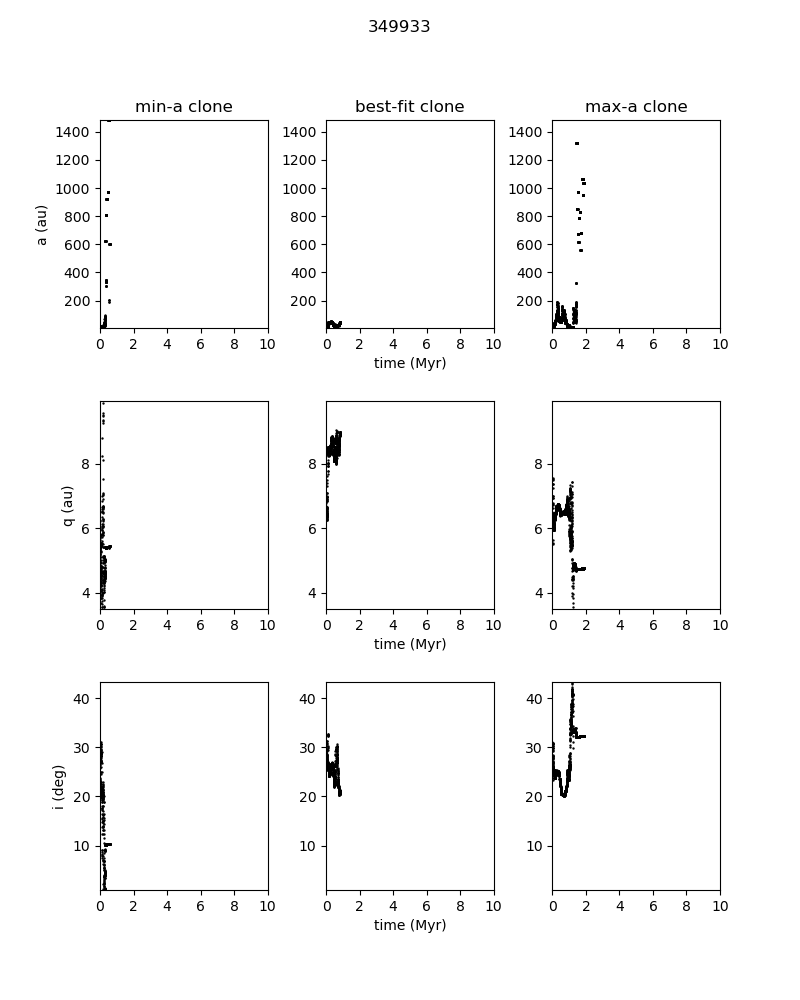 349933
min-a clone best-fit clone max-a clone
1400 1400 1400
1200 1200 1200
1000 1000 1000
800 800 800
600 600 600
400 400 400
200 200 200
a (au)
0 2 4 6 8 10 0 2 4 6 8 10 0 2 4 6 8 10
time (Myr)
8 8 8
6 6 6
4 4 4
q (au)
0 2 4 6 8 10 0 2 4 6 8 10 0 2 4 6 8 10
time (Myr)
40 40 40
30 30 30
20 20 20
10 10 10
i (deg)
0 2 4 6 8 10 0 2 4 6 8 10 0 2 4 6 8 10
time (Myr)